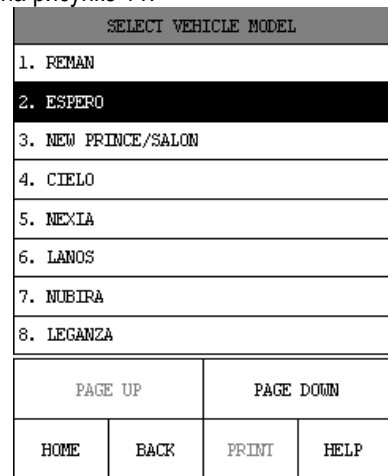 на рисунке 11.
SELECT VEHICLE MODEL
1. REMAN
2. ESPERO
3. NEW PRINCE/SALON
4. CIELO
5. NEXIA
6. LANOS
7. NUBIRA
8. LEGANZA
PAGE UP PAGE DOWN
HOME BACK PRINT HELP